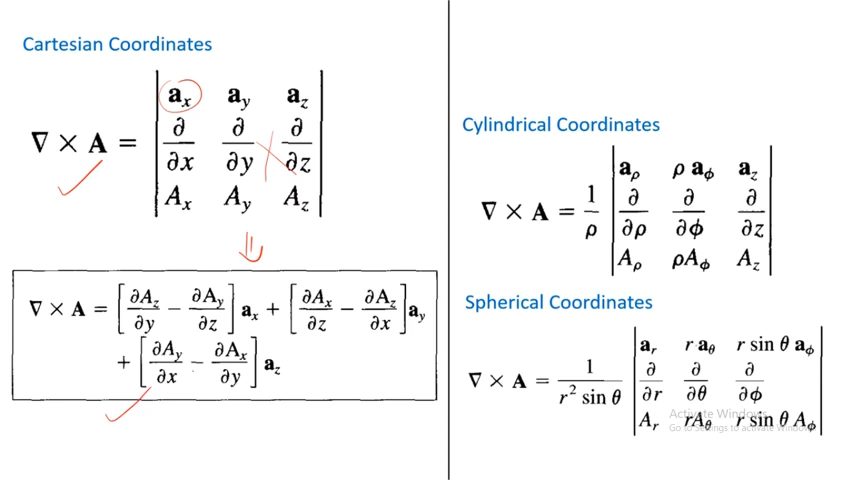 Cartesian Coordinates
∇ × A = | a_x a_y a_z |
| ∂/∂x ∂/∂y ∂/∂z |
| A_x A_y A_z |
⇓
∇ × A = [∂A_z/∂y − ∂A_y/∂z] a_x + [∂A_x/∂z − ∂A_z/∂x] a_y
+ [∂A_y/∂x − ∂A_x/∂y] a_z
Cylindrical Coordinates
∇ × A = 1/ρ | a_ρ ρ a_ϕ a_z |
| ∂/∂ρ ∂/∂ϕ ∂/∂z |
| A_ρ ρA_ϕ A_z |
Spherical Coordinates
∇ × A = 1/(r² sin θ) | a_r r a_θ r sin θ a_ϕ |
| ∂/∂r ∂/∂θ ∂/∂ϕ |
| A_r rA_θ r sin θ A_ϕ |
Activate Windows
Go to Settings to activate Windows.